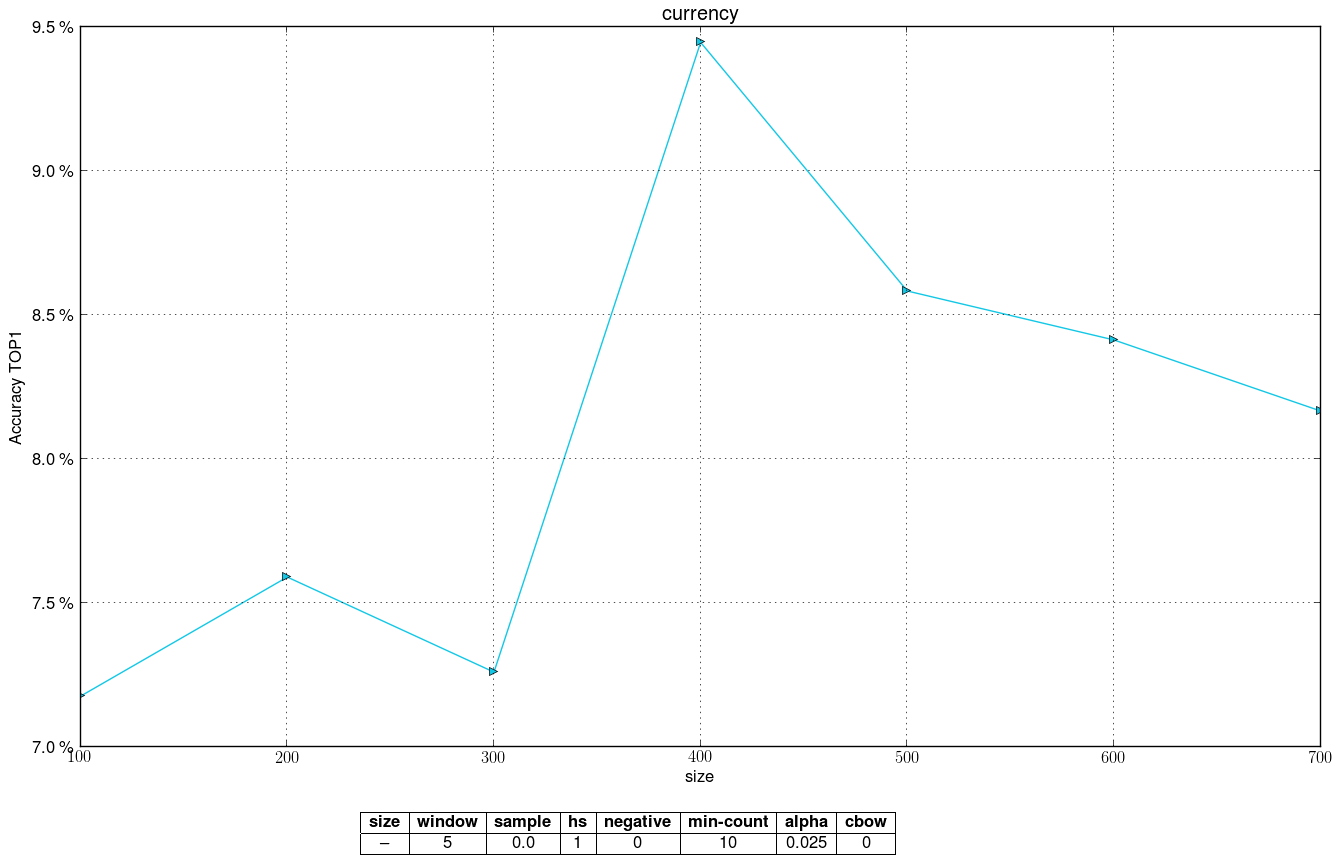 currency
9.5 %
9.0 %
8.5 %
8.0 %
7.5 %
7.0 %
Accuracy TOP1
100 200 300 400 500 600 700
size
size window sample hs negative min-count alpha cbow
– 5 0.0 1 0 10 0.025 0